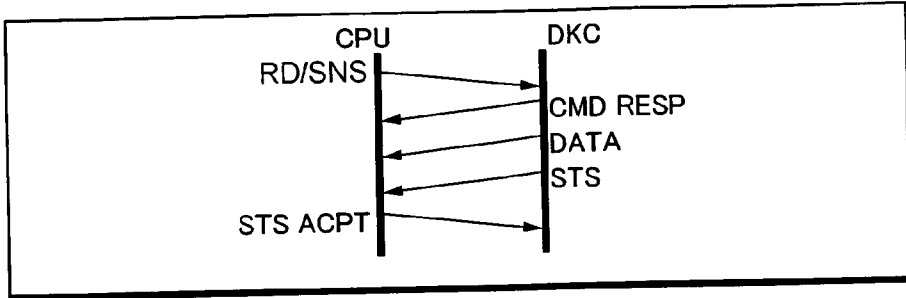 CPU DKC
RD/SNS
CMD RESP
DATA
STS
STS ACPT